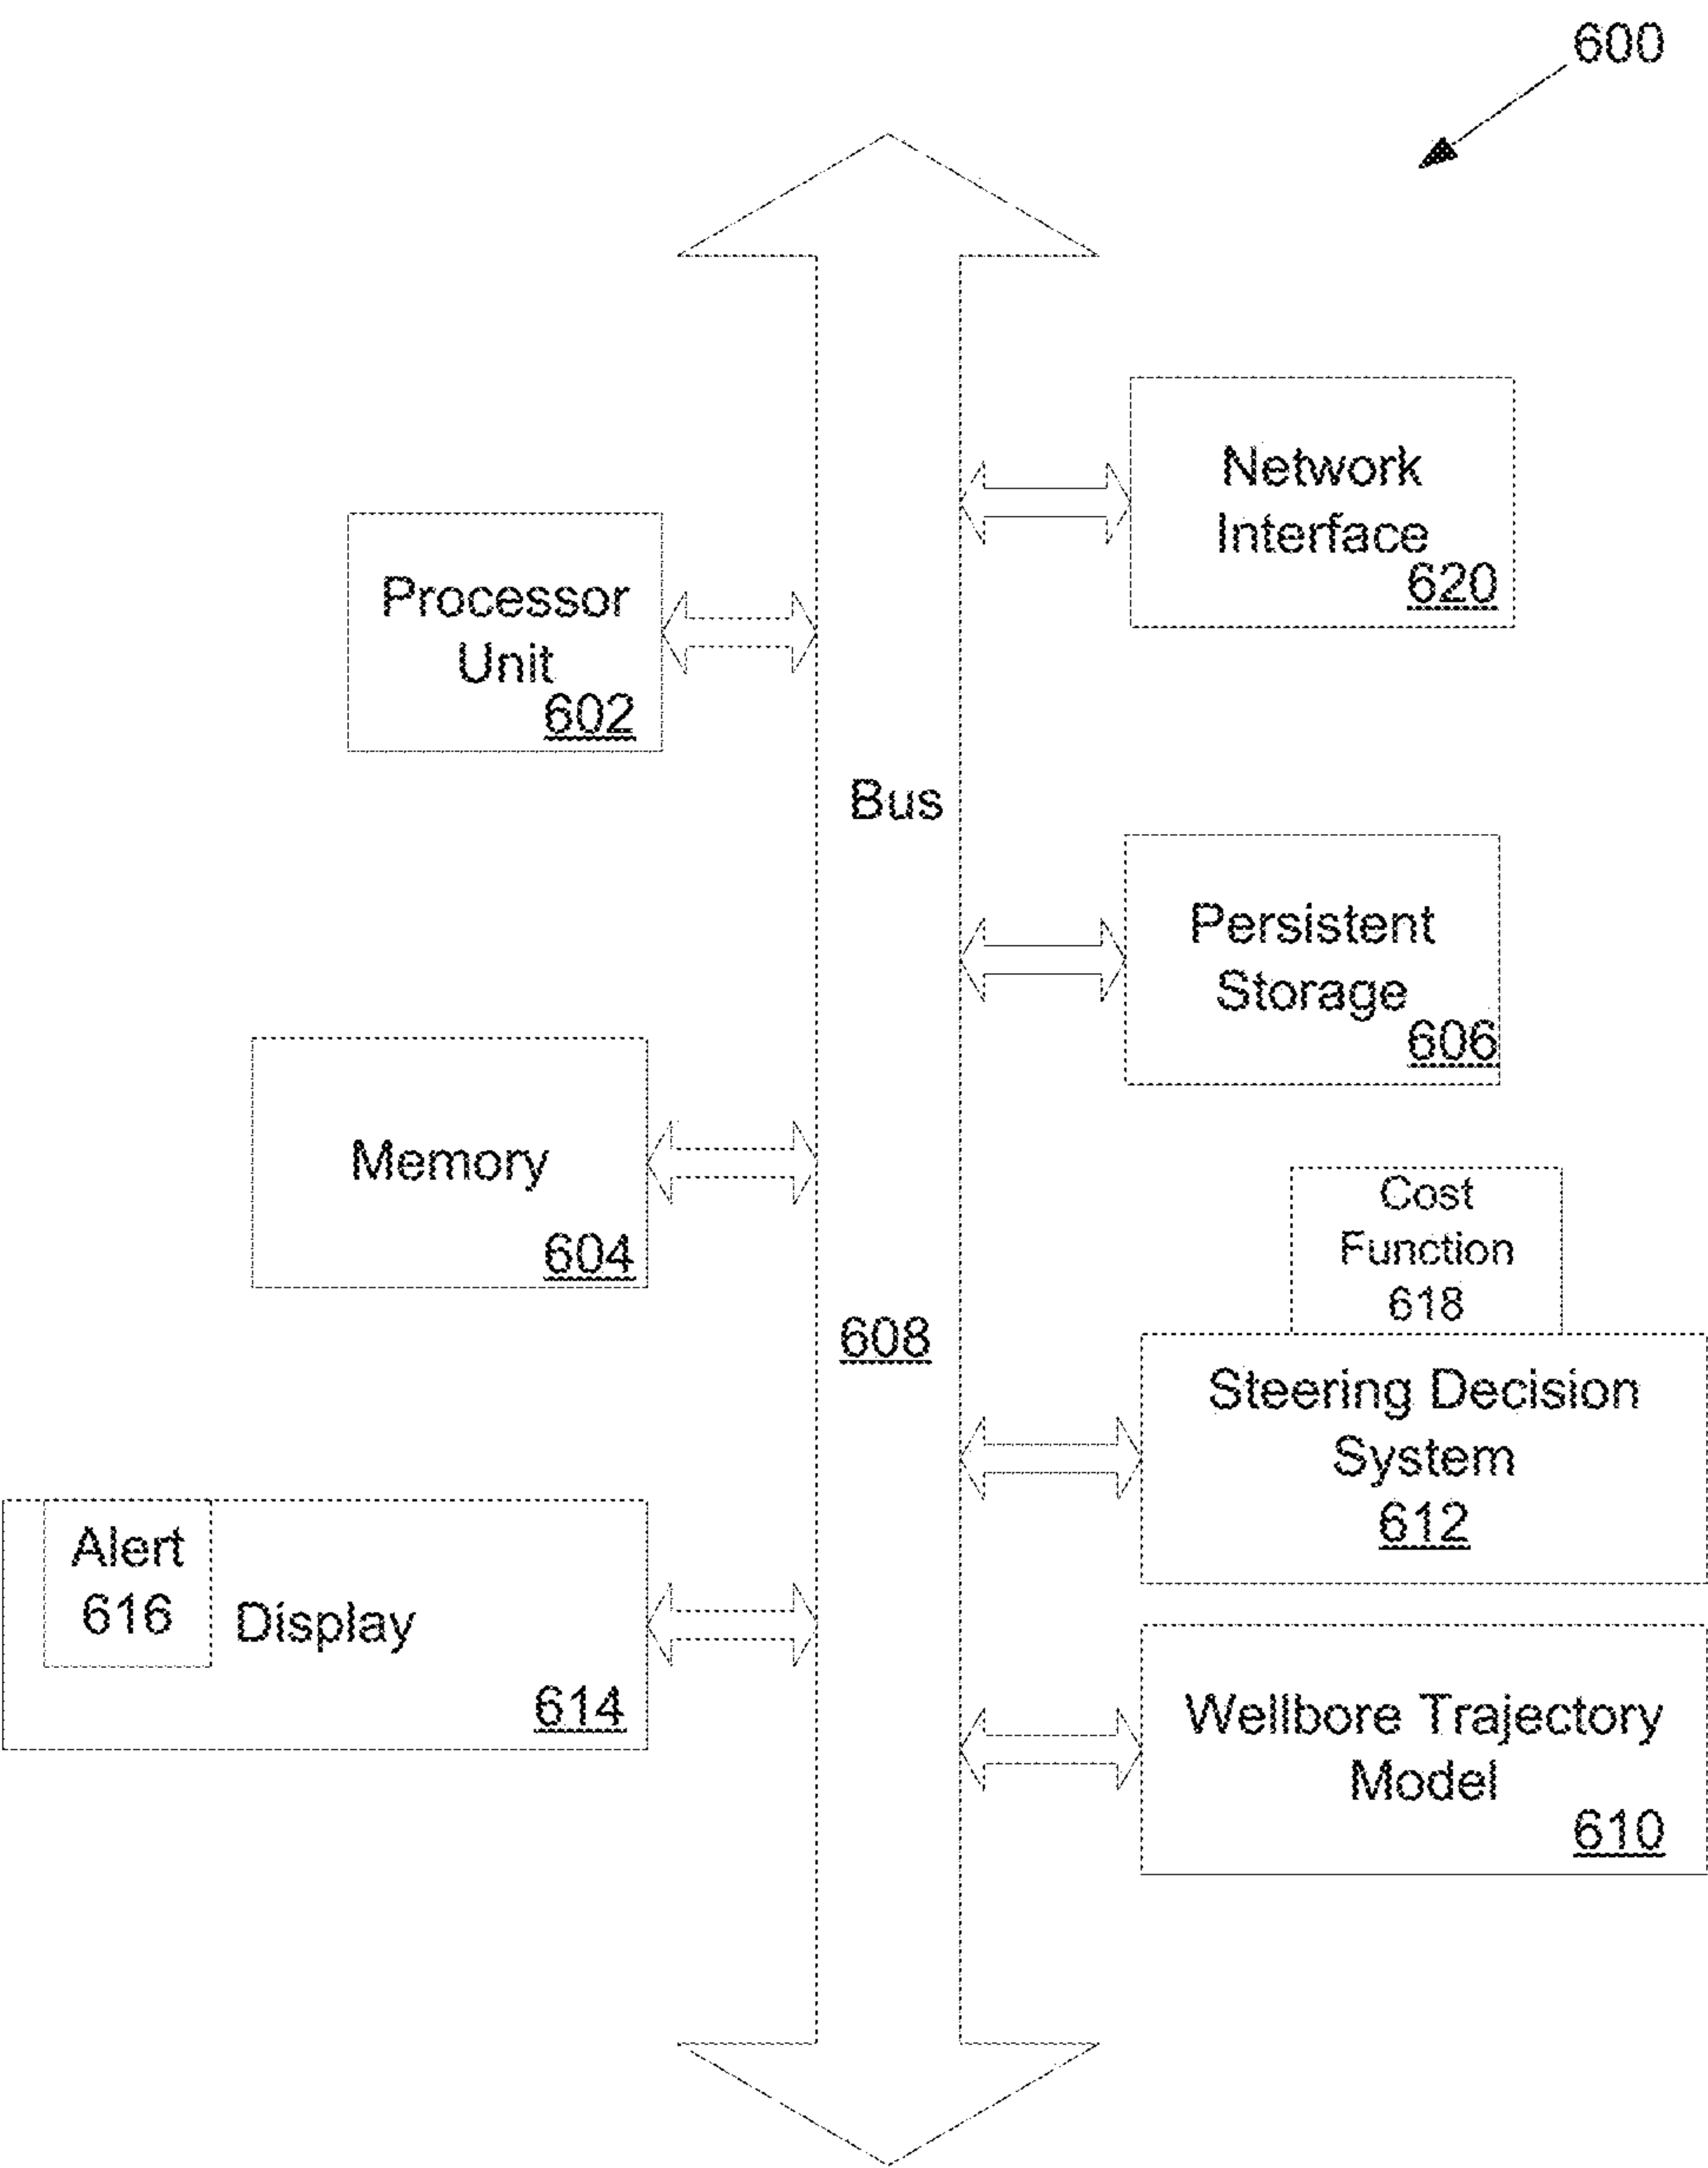 600
Network
Interface
620
Processor
Unit
602
Bus
Persistent
Storage
606
Memory
604
Cost
Function
618
608
Steering Decision
System
612
Alert
616
Display
614
Wellbore Trajectory
Model
610